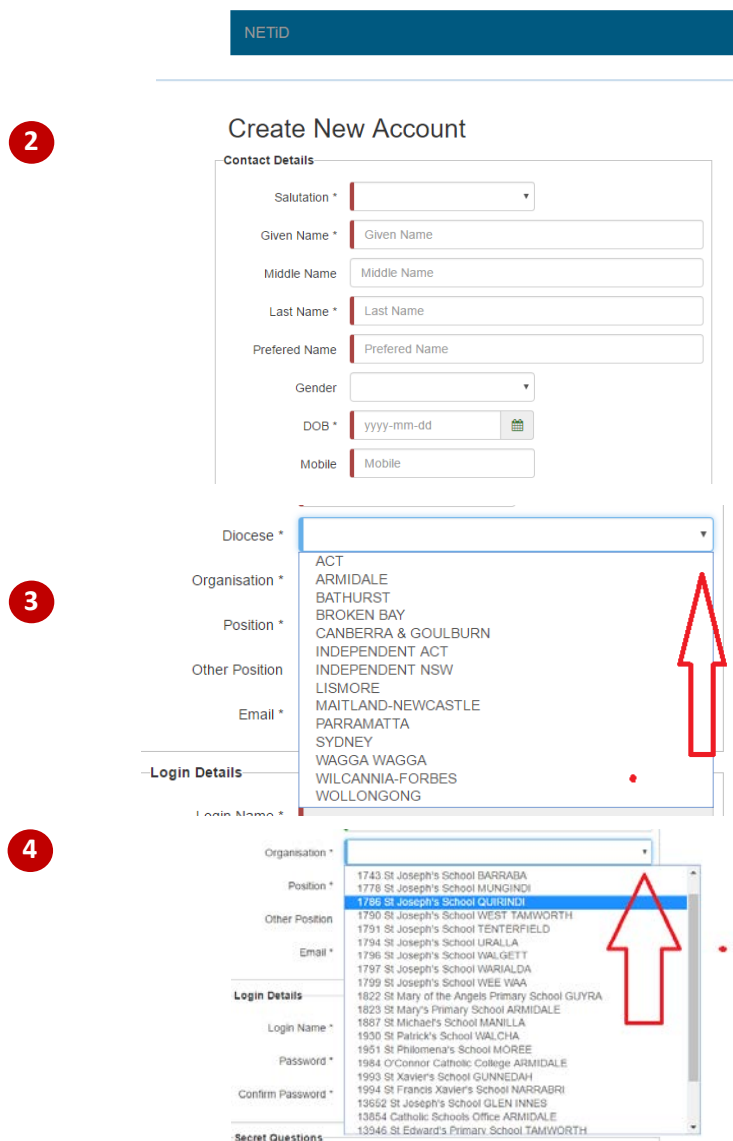 NETiD
2
Create New Account
Contact Details
Salutation *
Given Name * Given Name
Middle Name Middle Name
Last Name * Last Name
Prefered Name Prefered Name
Gender
DOB * yyyy-mm-dd
Mobile Mobile
3
Diocese *
Organisation *
Position *
Other Position
Email *
ACT
ARMIDALE
BATHURST
BROKEN BAY
CANBERRA & GOULBURN
INDEPENDENT ACT
INDEPENDENT NSW
LISMORE
MAITLAND-NEWCASTLE
PARRAMATTA
SYDNEY
WAGGA WAGGA
WILCANNIA-FORBES
WOLLONGONG
Login Details
Login Name *
4
Organisation *
Position *
Other Position
Email *
1743 St Joseph's School BARRABA
1778 St Joseph's School MUNGINDI
1786 St Joseph's School QUIRINDI
1790 St Joseph's School WEST TAMWORTH
1791 St Joseph's School TENTERFIELD
1794 St Joseph's School URALLA
1796 St Joseph's School WALGETT
1797 St Joseph's School WARIALDA
1799 St Joseph's School WEE WAA
1822 St Mary of the Angels Primary School GUYRA
1823 St Mary's Primary School ARMIDALE
1887 St Michael's School MANILLA
1930 St Patrick's School WALCHA
1951 St Philomena's School MOREE
1984 O'Connor Catholic College ARMIDALE
1993 St Xavier's School GUNNEDAH
1994 St Francis Xavier's School NARRABRI
13652 St Joseph's School GLEN INNES
13854 Catholic Schools Office ARMIDALE
13946 St Edward's Primary School TAMWORTH
Login Details
Login Name *
Password *
Confirm Password *
Secret Questions